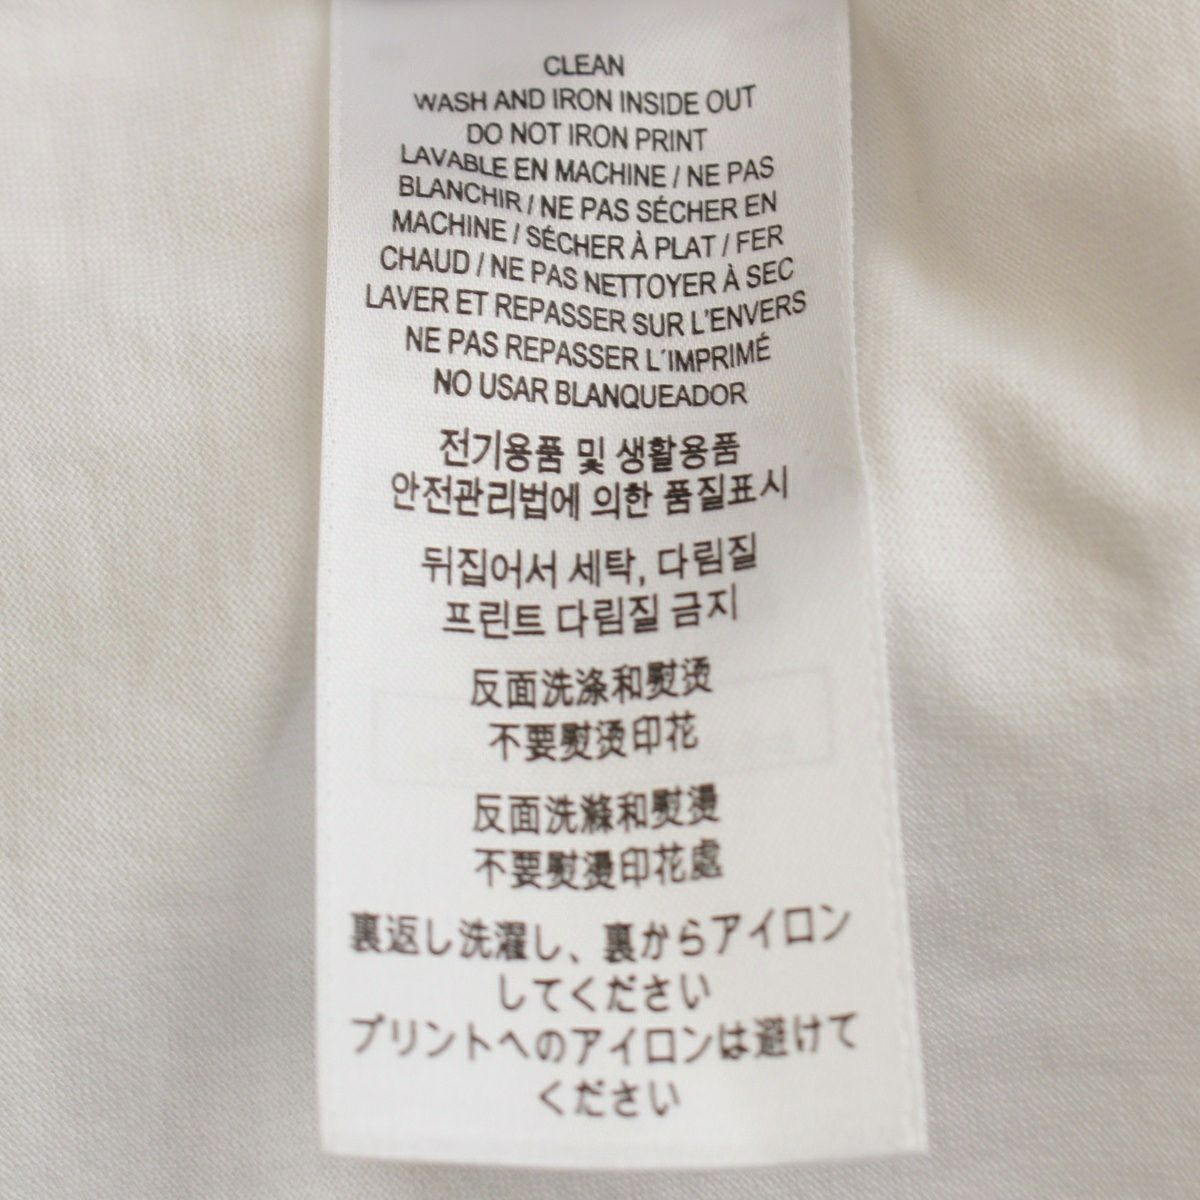 CLEAN
WASH AND IRON INSIDE OUT
DO NOT IRON PRINT
LAVABLE EN MACHINE / NE PAS
BLANCHIR / NE PAS SÉCHER EN
MACHINE / SÉCHER À PLAT / FER
CHAUD / NE PAS NETTOYER À SEC
LAVER ET REPASSER SUR L'ENVERS
NE PAS REPASSER L'IMPRIMÉ
NO USAR BLANQUEADOR
전기용품 및 생활용품
안전관리법에 의한 품질표시
뒤집어서 세탁, 다림질
프린트 다림질 금지
反面洗涤和熨烫
不要熨烫印花
反面洗滌和熨燙
不要熨燙印花處
裏返し洗濯し、裏からアイロン
してください
プリントへのアイロンは避けて
ください